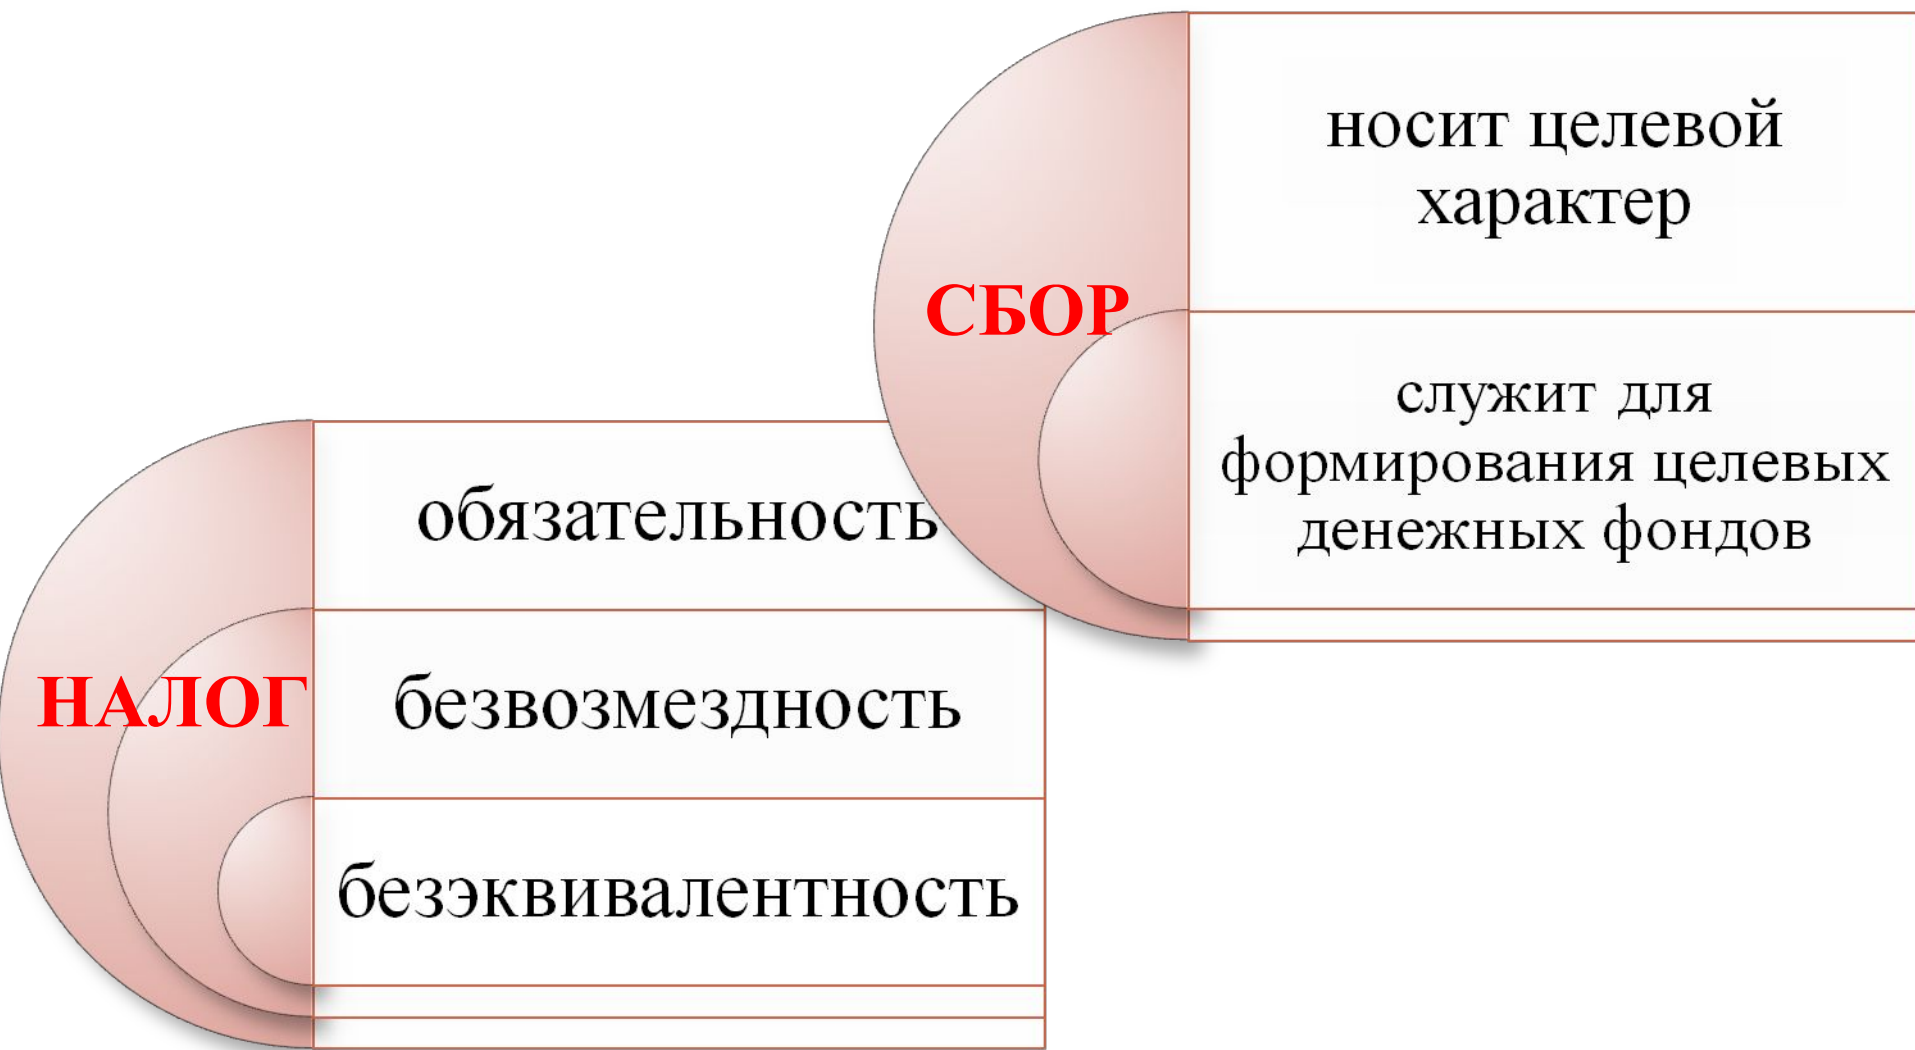 носит целевой
характер
СБОР
служит для
формирования целевых
денежных фондов
обязательность
НАЛОГ
безвозмездность
безэквивалентность